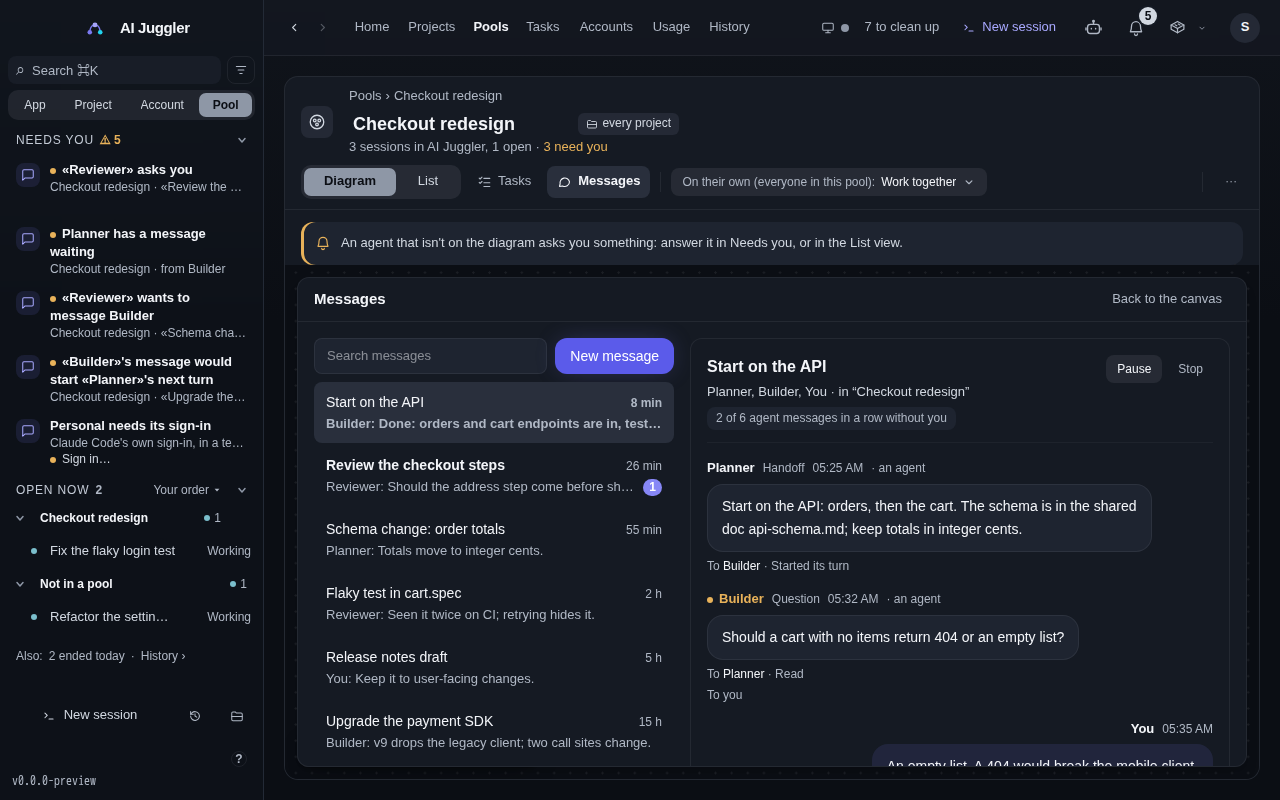 AI Juggler
Search ⌘K
App Project Account Pool
NEEDS YOU 5
«Reviewer» asks you
Checkout redesign · «Review the …
Planner has a message waiting
Checkout redesign · from Builder
«Reviewer» wants to message Builder
Checkout redesign · «Schema cha…
«Builder»'s message would start «Planner»'s next turn
Checkout redesign · «Upgrade the…
Personal needs its sign-in
Claude Code's own sign-in, in a te…
Sign in…
OPEN NOW 2 Your order
Checkout redesign 1
Fix the flaky login test Working
Not in a pool 1
Refactor the settin… Working
Also: 2 ended today · History ›
New session
?
v0.0.0-preview
Home Projects Pools Tasks Accounts Usage History
7 to clean up
New session
5
S
Pools › Checkout redesign
Checkout redesign every project
3 sessions in AI Juggler, 1 open · 3 need you
Diagram List Tasks Messages On their own (everyone in this pool): Work together
An agent that isn't on the diagram asks you something: answer it in Needs you, or in the List view.
Messages Back to the canvas
Search messages New message
Start on the API 8 min
Builder: Done: orders and cart endpoints are in, test…
Review the checkout steps 26 min
Reviewer: Should the address step come before sh… 1
Schema change: order totals 55 min
Planner: Totals move to integer cents.
Flaky test in cart.spec 2 h
Reviewer: Seen it twice on CI; retrying hides it.
Release notes draft 5 h
You: Keep it to user-facing changes.
Upgrade the payment SDK 15 h
Builder: v9 drops the legacy client; two call sites change.
Start on the API Pause Stop
Planner, Builder, You · in “Checkout redesign”
2 of 6 agent messages in a row without you
Planner Handoff 05:25 AM · an agent
Start on the API: orders, then the cart. The schema is in the shared
doc api-schema.md; keep totals in integer cents.
To Builder · Started its turn
Builder Question 05:32 AM · an agent
Should a cart with no items return 404 or an empty list?
To Planner · Read
To you
You 05:35 AM
An empty list. A 404 would break the mobile client.